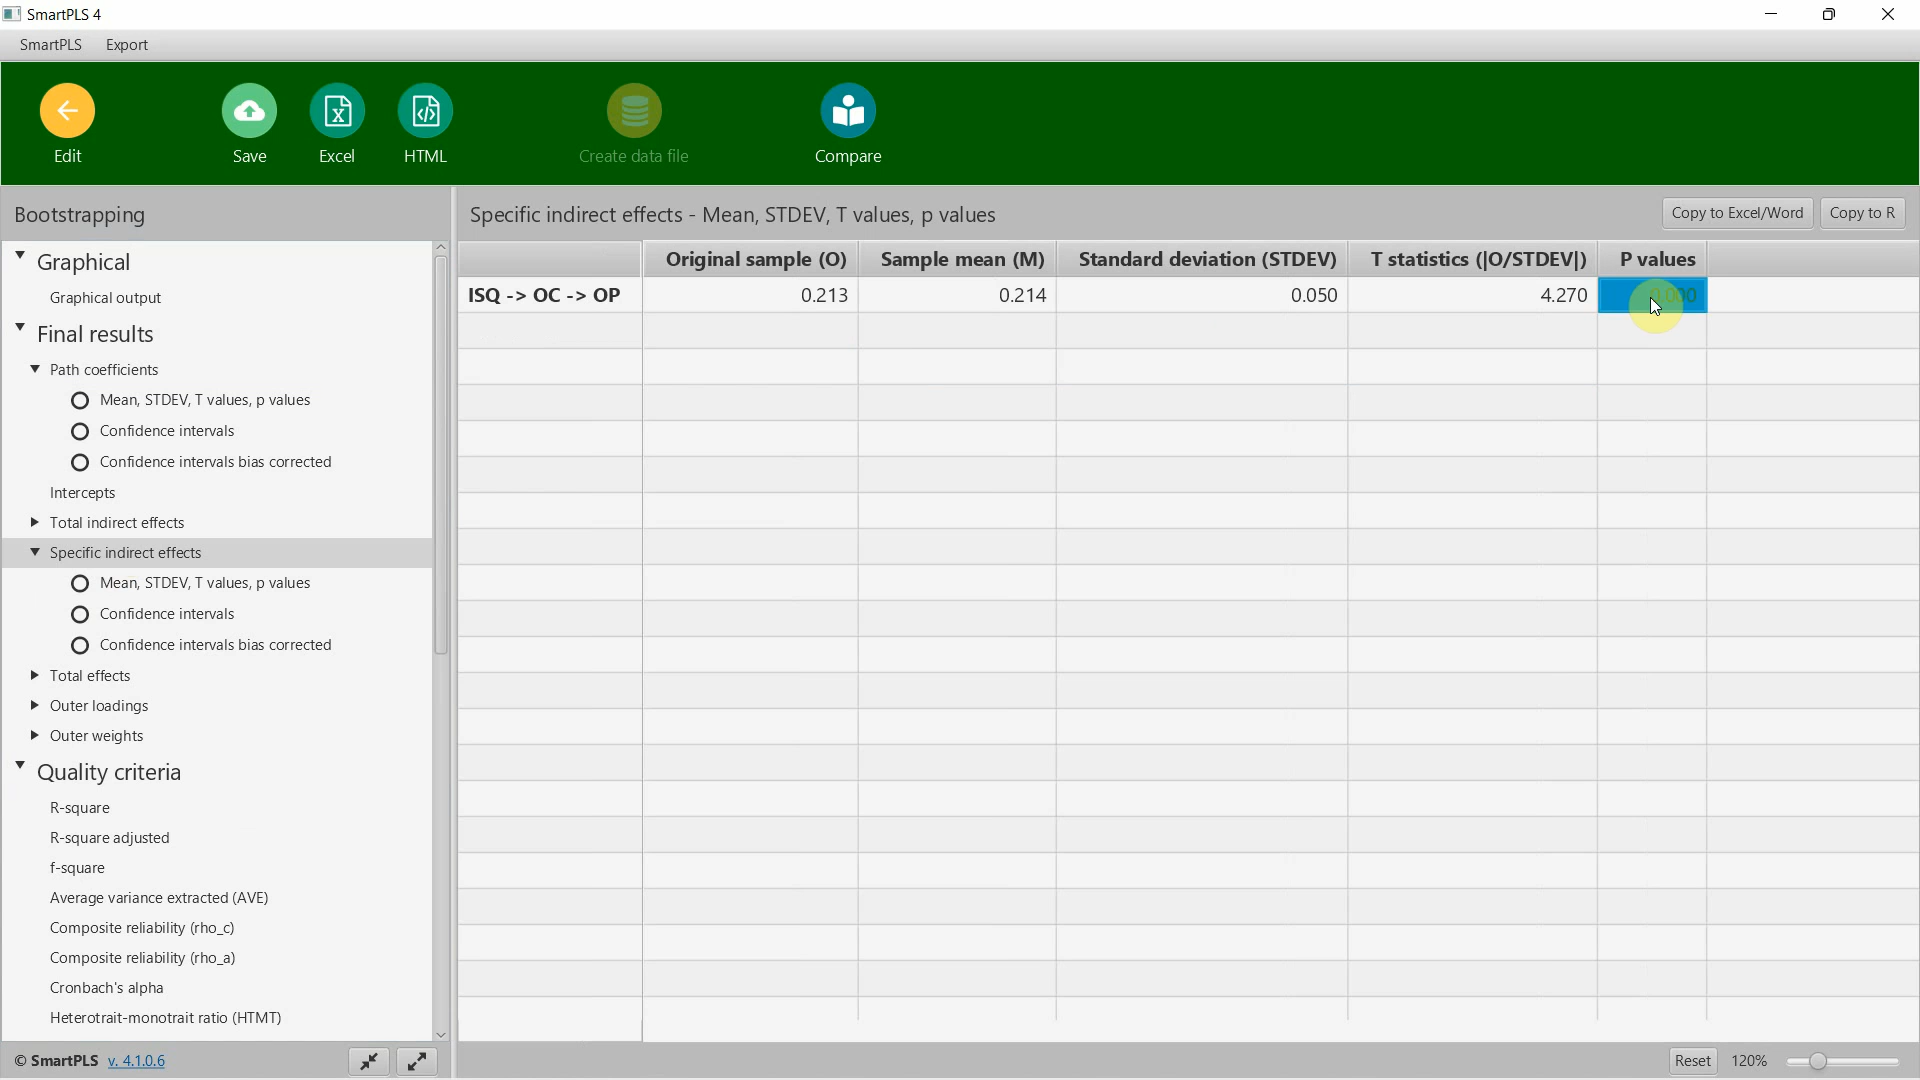 SmartPLS 4
SmartPLS Export
Edit Save Excel HTML Create data file Compare
Bootstrapping
Graphical
Graphical output
Final results
Path coefficients
Mean, STDEV, T values, p values
Confidence intervals
Confidence intervals bias corrected
Intercepts
Total indirect effects
Specific indirect effects
Mean, STDEV, T values, p values
Confidence intervals
Confidence intervals bias corrected
Total effects
Outer loadings
Outer weights
Quality criteria
R-square
R-square adjusted
f-square
Average variance extracted (AVE)
Composite reliability (rho_c)
Composite reliability (rho_a)
Cronbach's alpha
Heterotrait-monotrait ratio (HTMT)
© SmartPLS v. 4.1.0.6
Specific indirect effects - Mean, STDEV, T values, p values Copy to Excel/Word Copy to R
Original sample (O) Sample mean (M) Standard deviation (STDEV) T statistics (|O/STDEV|) P values
ISQ -> OC -> OP 0.213 0.214 0.050 4.270 0.000
Reset 120%